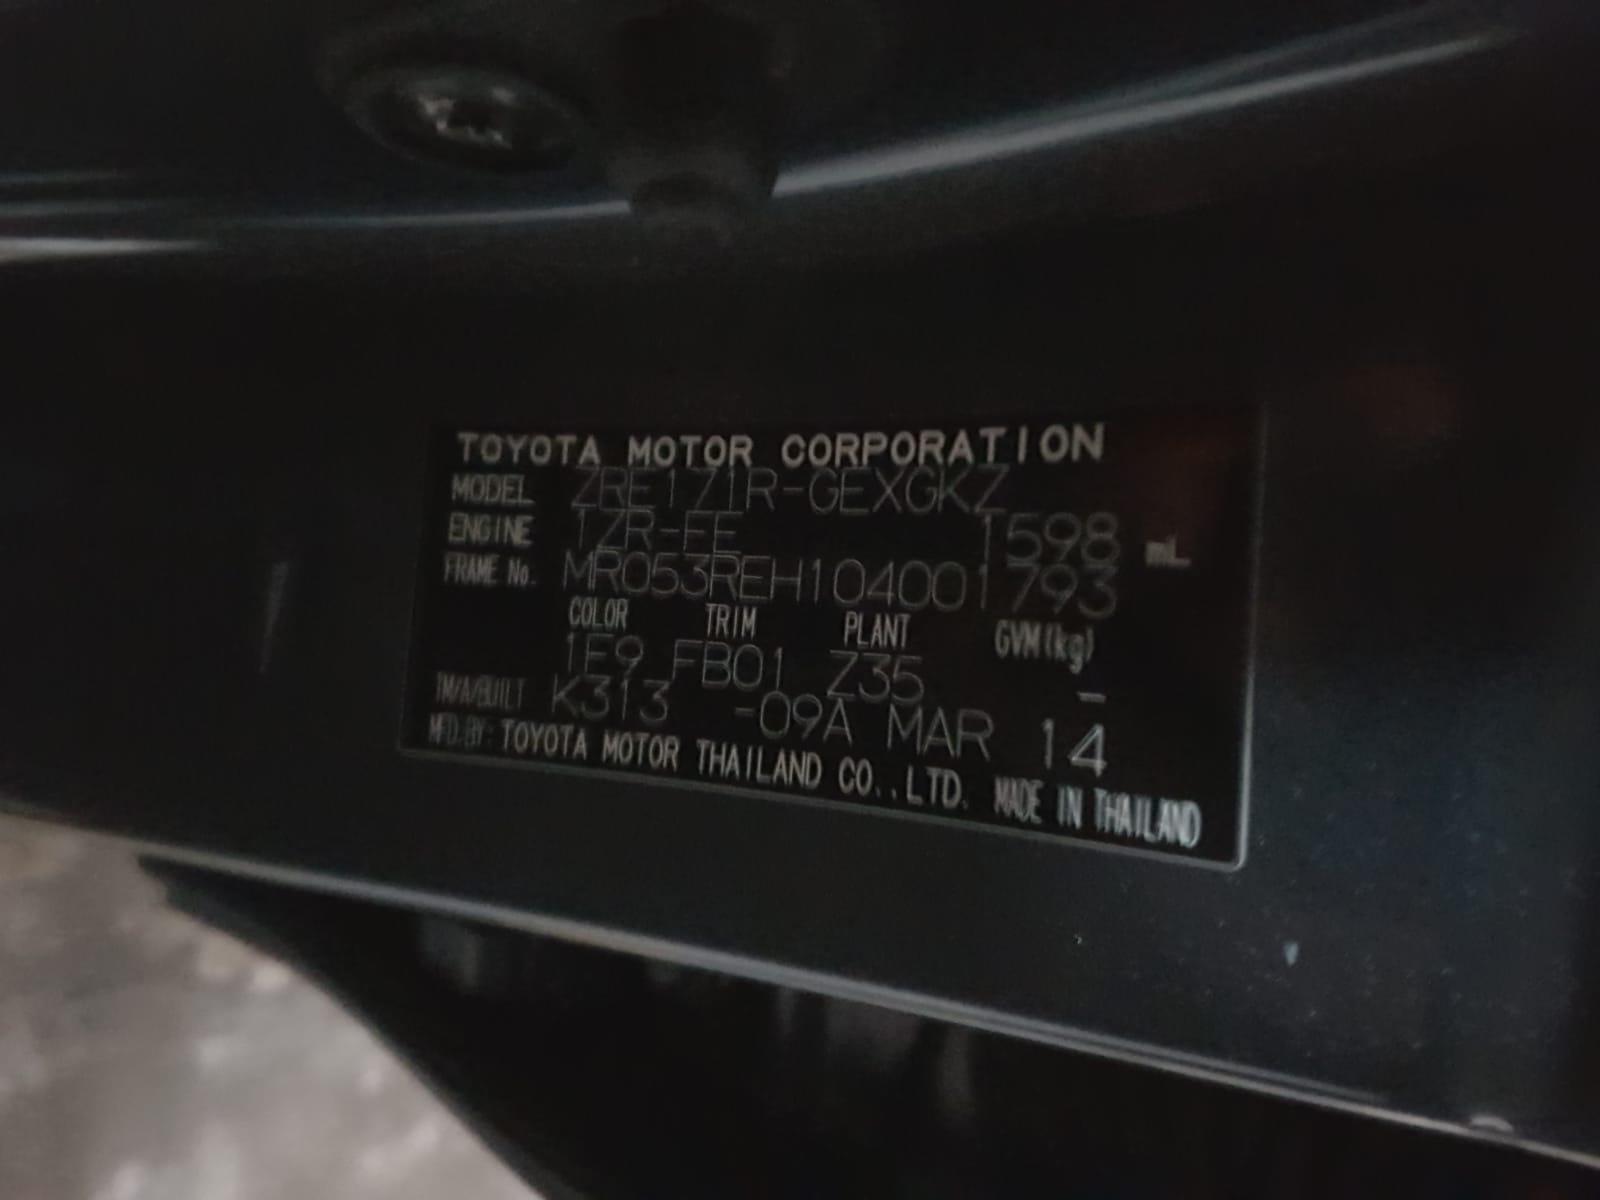 TOYOTA MOTOR CORPORATION
MODEL ZRE171R-GEXGKZ
ENGINE 1ZR-FE 1598 mL
FRAME No. MR053REH104001793
COLOR TRIM PLANT GVM(kg)
1F9 FB01 Z35 -
TM/A/BUILT K313 -09A MAR 14
MFD.BY: TOYOTA MOTOR THAILAND CO.,LTD. MADE IN THAILAND